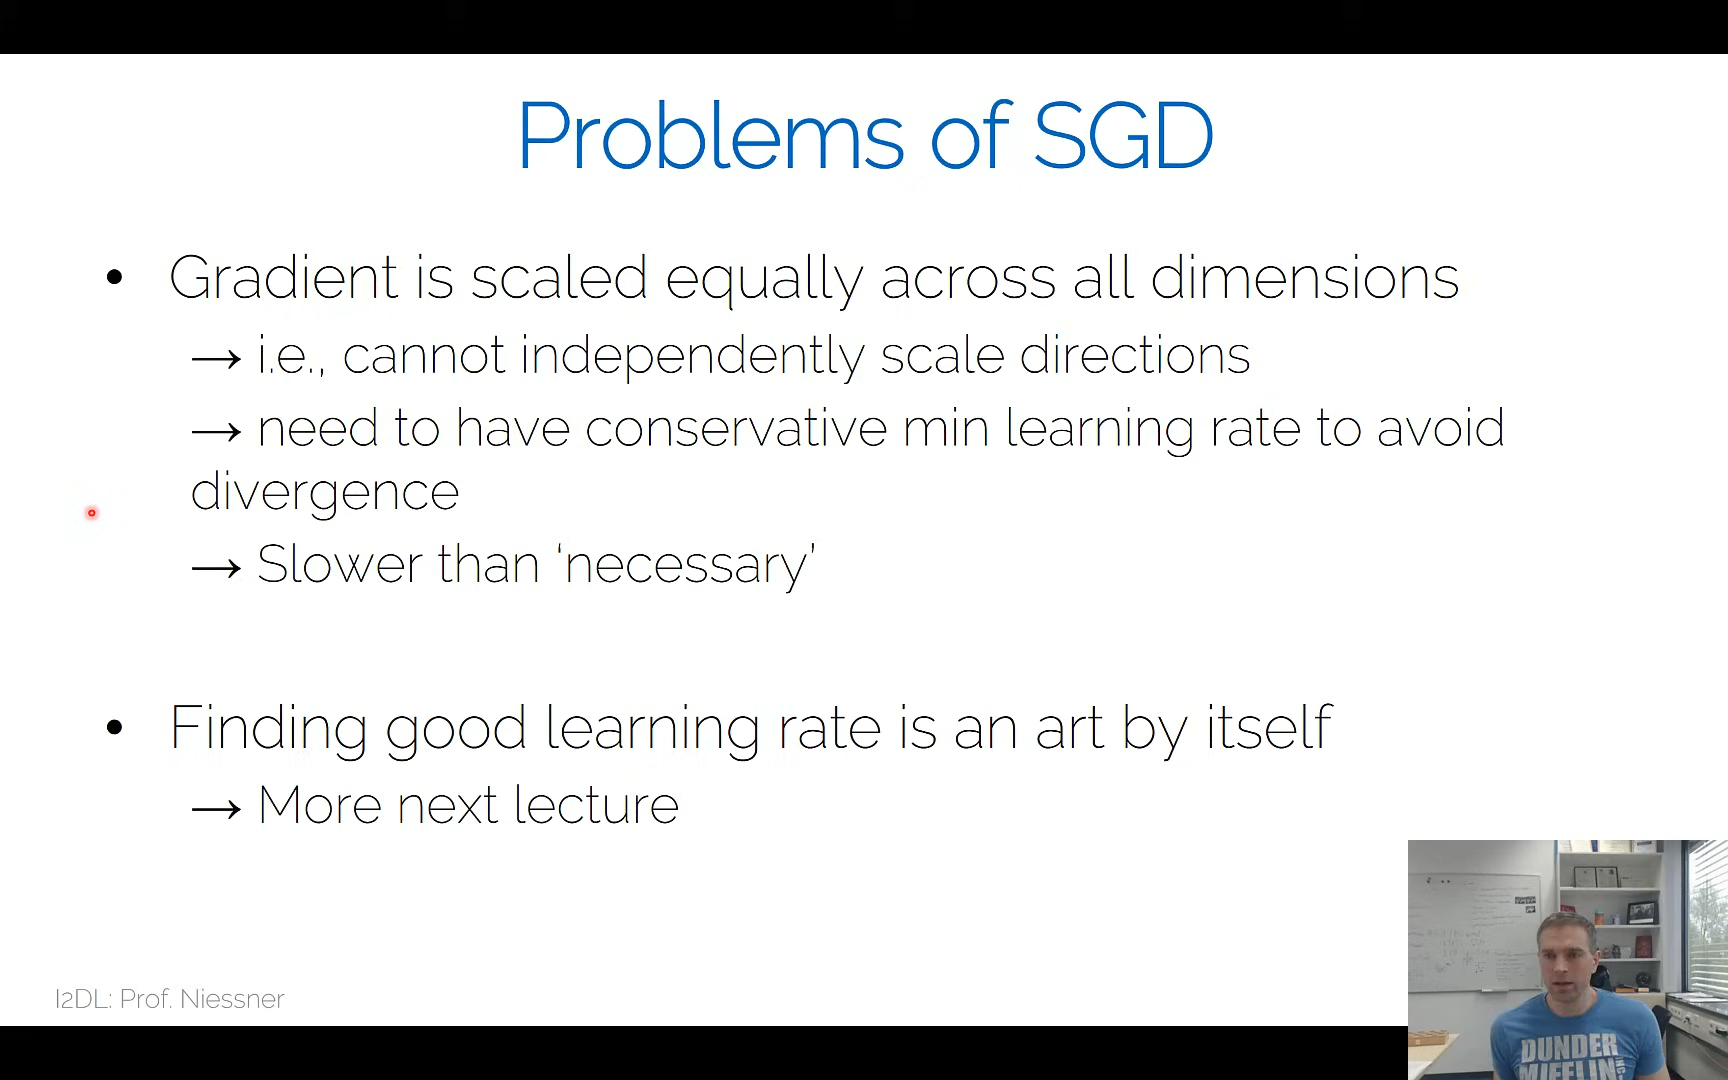 Problems of SGD
• Gradient is scaled equally across all dimensions
→ i.e., cannot independently scale directions
→ need to have conservative min learning rate to avoid
divergence
→ Slower than ‘necessary’
• Finding good learning rate is an art by itself
→ More next lecture
I2DL: Prof. Niessner
DUNDER
MIFFLIN INC.